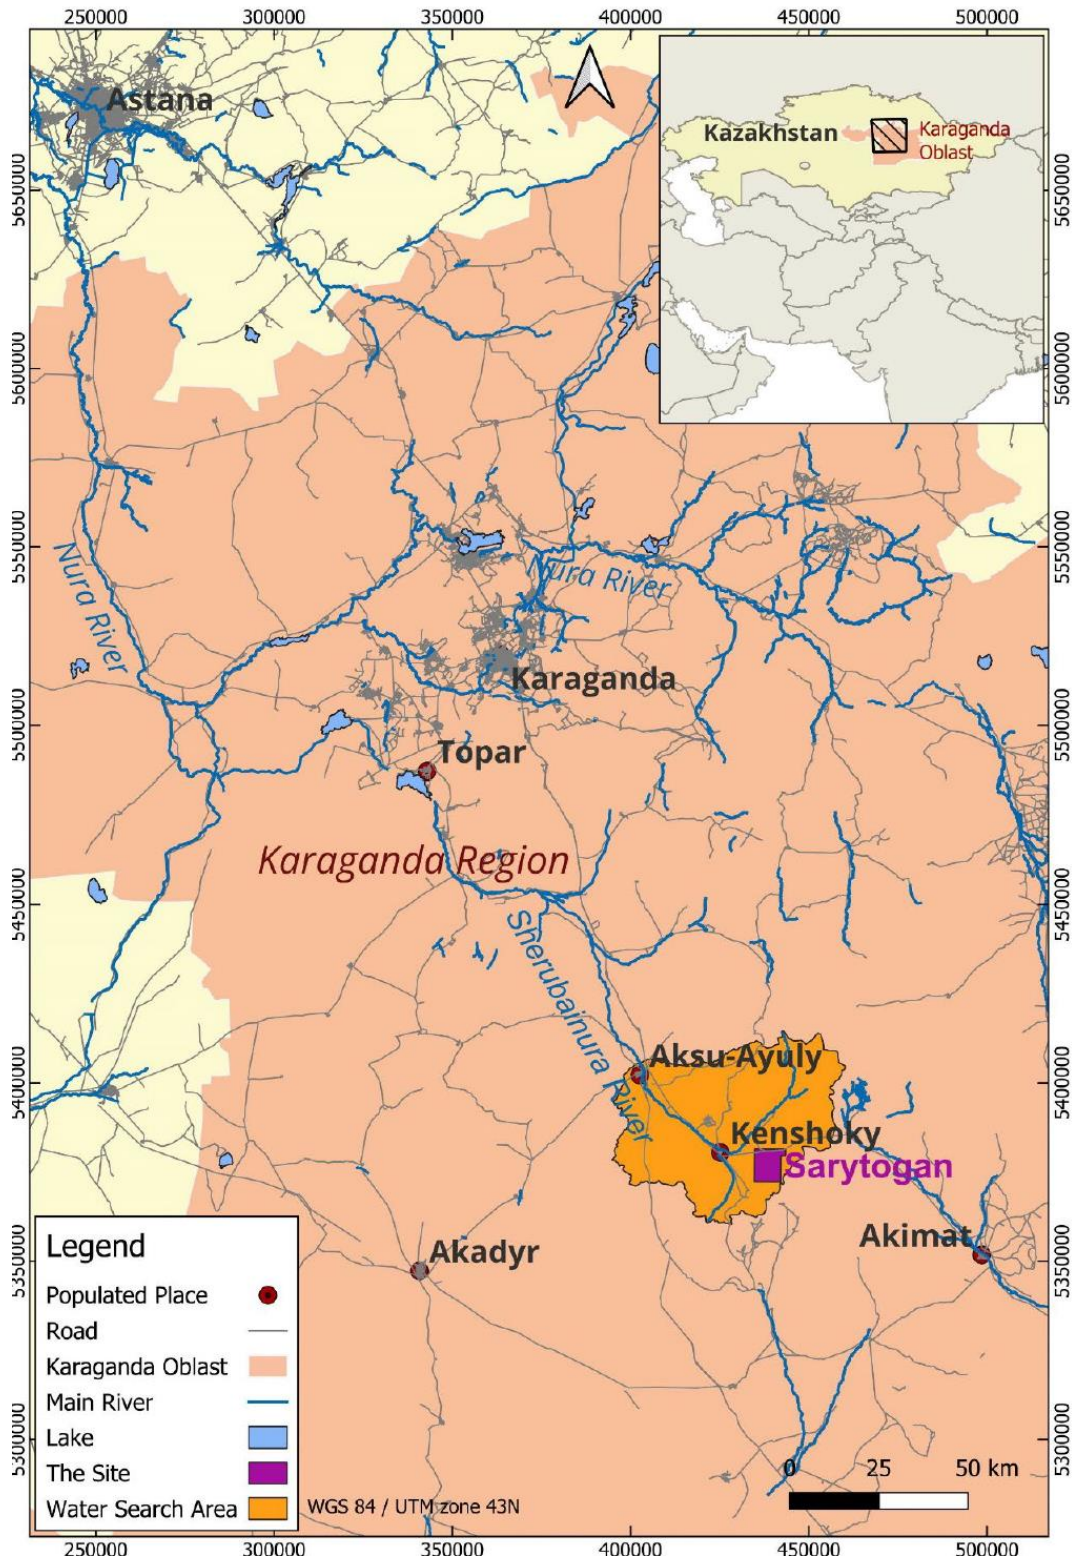 250000 300000 350000 400000 450000 500000
Astana
Kazakhstan
Karaganda
Oblast
5650000
5650000
5600000
5600000
5550000
5550000
Nura River
Nura River
Karaganda
5500000
5500000
Topar
Karaganda Region
5450000
5450000
Sherubainura River
Aksu-Ayuly
5400000
5400000
Kenshoky
Sarytogan
Akimat
Akadyr
5350000
5350000
5300000
5300000
Legend
Populated Place
Road
Karaganda Oblast
Main River
Lake
The Site
Water Search Area
WGS 84 / UTM zone 43N
0 25 50 km
250000 300000 350000 400000 450000 500000